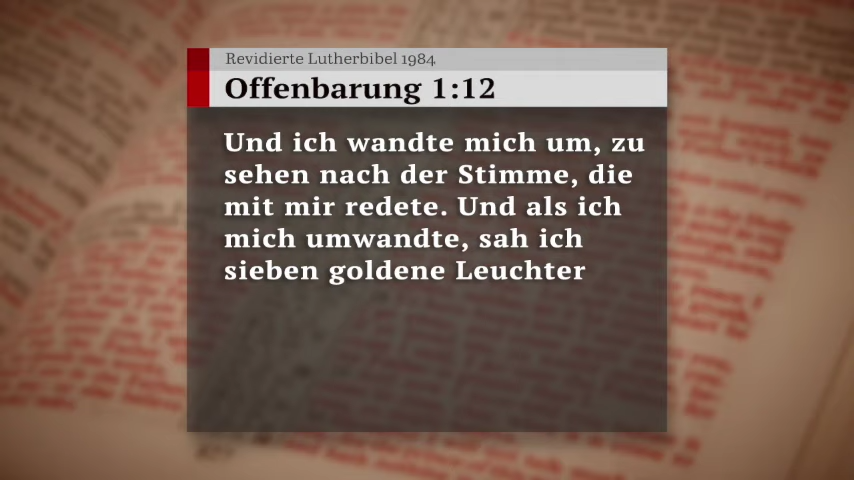 Revidierte Lutherbibel 1984
Offenbarung 1:12
Und ich wandte mich um, zu
sehen nach der Stimme, die
mit mir redete. Und als ich
mich umwandte, sah ich
sieben goldene Leuchter